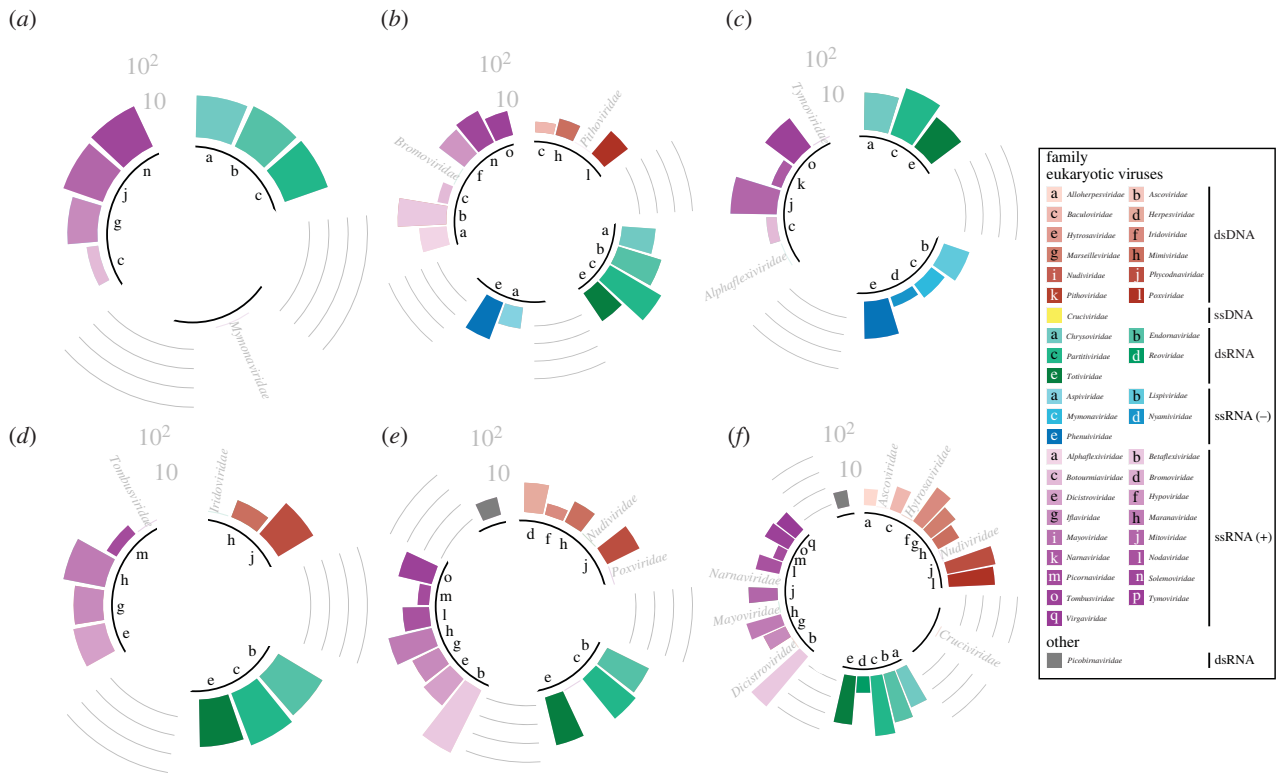 (a)
10²
10
a
b
c
n
j
g
c
Mymonaviridae
(b)
10²
10
Bromoviridae
Pithoviridae
c
h
l
a
b
c
e
a
e
a
b
c
f
n
o
(c)
10²
10
Tymoviridae
Alphaflexiviridae
a
c
e
b
c
d
e
c
j
k
o
(d)
10²
10
Tombusviridae
Iridoviridae
h
j
b
c
e
e
g
h
m
(e)
10²
10
Nudiviridae
Poxviridae
d
f
h
j
b
c
e
b
e
g
h
l
m
o
(f)
10²
10
Ascoviridae
Hytrosaviridae
Nudiviridae
Cruciviridae
Dicistroviridae
Mayoviridae
Narnaviridae
a
c
f
g
h
j
l
a
b
c
d
e
b
g
h
j
l
m
o
q
family
eukaryotic viruses
a Alloherpesviridae b Ascoviridae
c Baculoviridae d Herpesviridae
e Hytrosaviridae f Iridoviridae
g Marseilleviridae h Mimiviridae
i Nudiviridae j Phycodnaviridae
k Pithoviridae l Poxviridae
dsDNA
Cruciviridae ssDNA
a Chrysoviridae b Endornaviridae
c Partitiviridae d Reoviridae
e Totiviridae
dsRNA
a Aspiviridae b Lispiviridae
c Mymonaviridae d Nyamiviridae
e Phenuiviridae
ssRNA (–)
a Alphaflexiviridae b Betaflexiviridae
c Botourmiaviridae d Bromoviridae
e Dicistroviridae f Hypoviridae
g Iflaviridae h Marnaviridae
i Mayoviridae j Mitoviridae
k Narnaviridae l Nodaviridae
m Picornaviridae n Solemoviridae
o Tombusviridae p Tymoviridae
q Virgaviridae
ssRNA (+)
other
Picobirnaviridae dsRNA